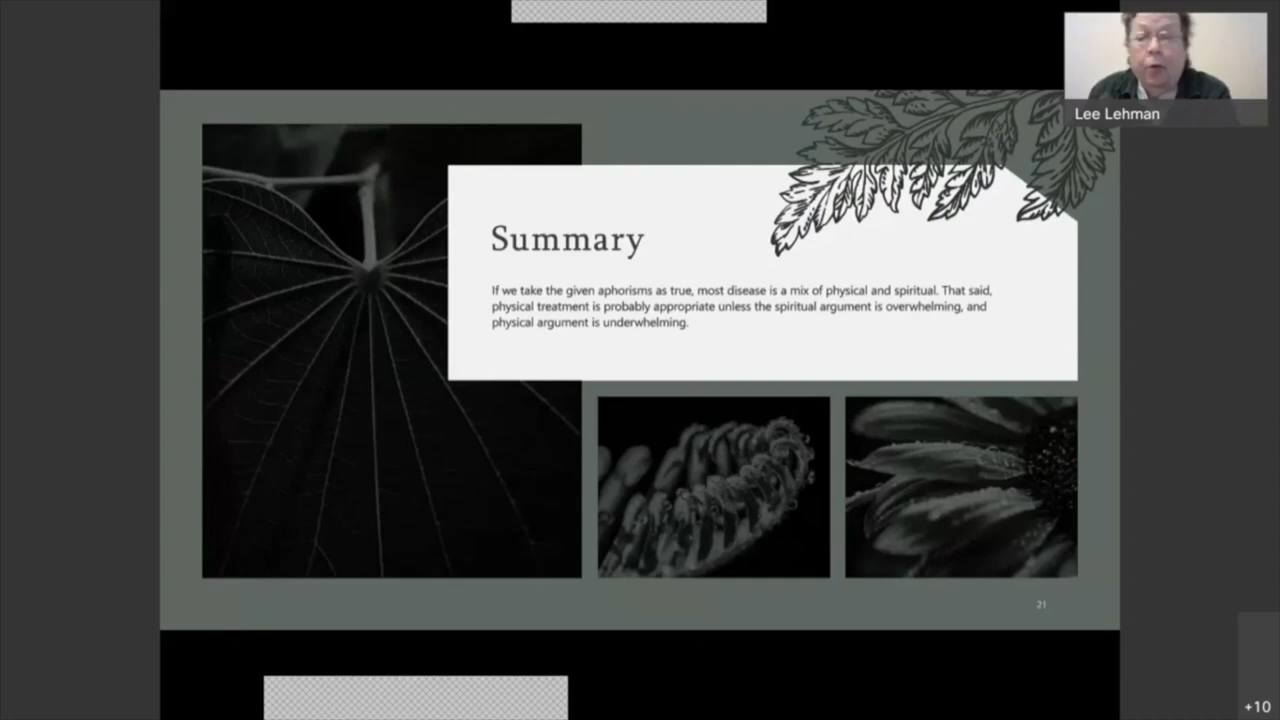 Lee Lehman
Summary
If we take the given aphorisms as true, most disease is a mix of physical and spiritual. That said,
physical treatment is probably appropriate unless the spiritual argument is overwhelming, and
physical argument is underwhelming.
21
+10